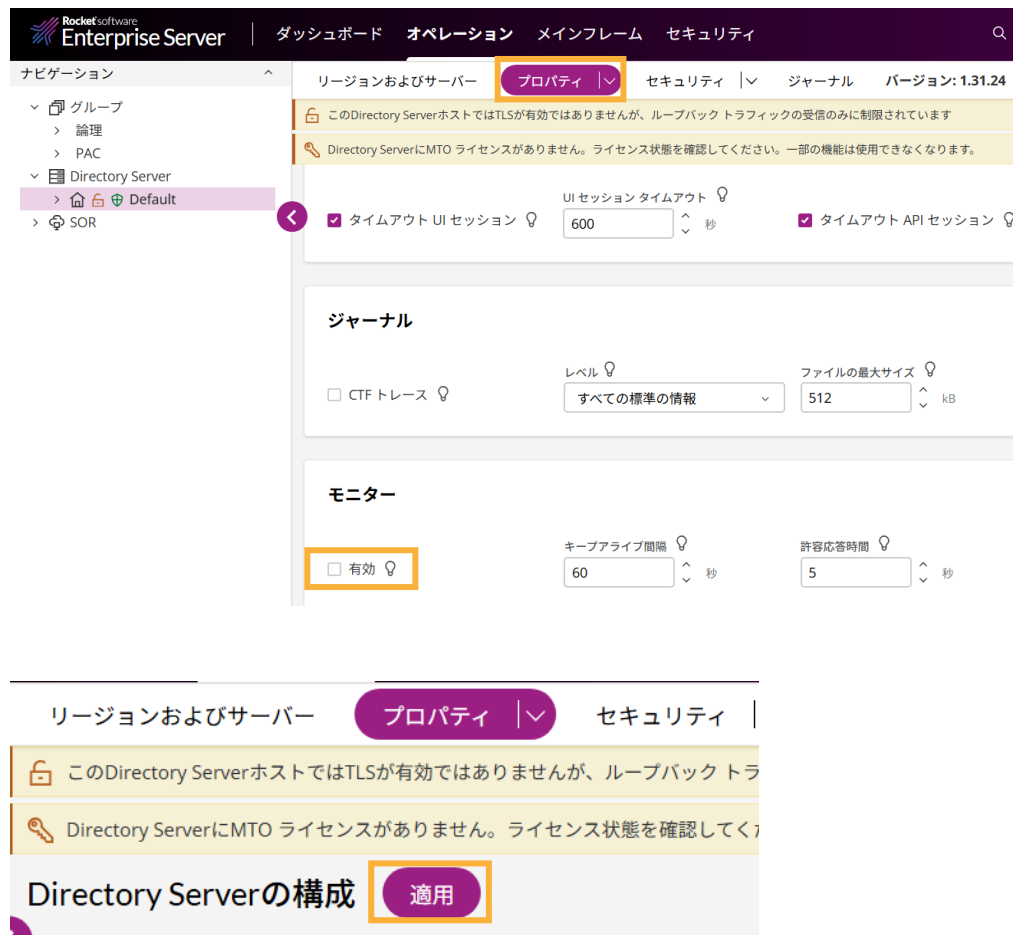 Rocket software
Enterprise Server
ダッシュボード オペレーション メインフレーム セキュリティ
ナビゲーション
グループ
論理
PAC
Directory Server
Default
SOR
リージョンおよびサーバー プロパティ セキュリティ ジャーナル バージョン: 1.31.24
このDirectory ServerホストではTLSが有効ではありませんが、ループバック トラフィックの受信のみに制限されています
Directory ServerにMTO ライセンスがありません。ライセンス状態を確認してください。一部の機能は使用できなくなります。
UI セッション タイムアウト
タイムアウト UI セッション 600 秒 タイムアウト API セッション
ジャーナル
レベル ファイルの最大サイズ
CTF トレース すべての標準の情報 512 kB
モニター
キープアライブ間隔 許容応答時間
有効 60 秒 5 秒
リージョンおよびサーバー プロパティ セキュリティ
このDirectory ServerホストではTLSが有効ではありませんが、ループバック トラ
Directory ServerにMTO ライセンスがありません。ライセンス状態を確認してく
Directory Serverの構成 適用